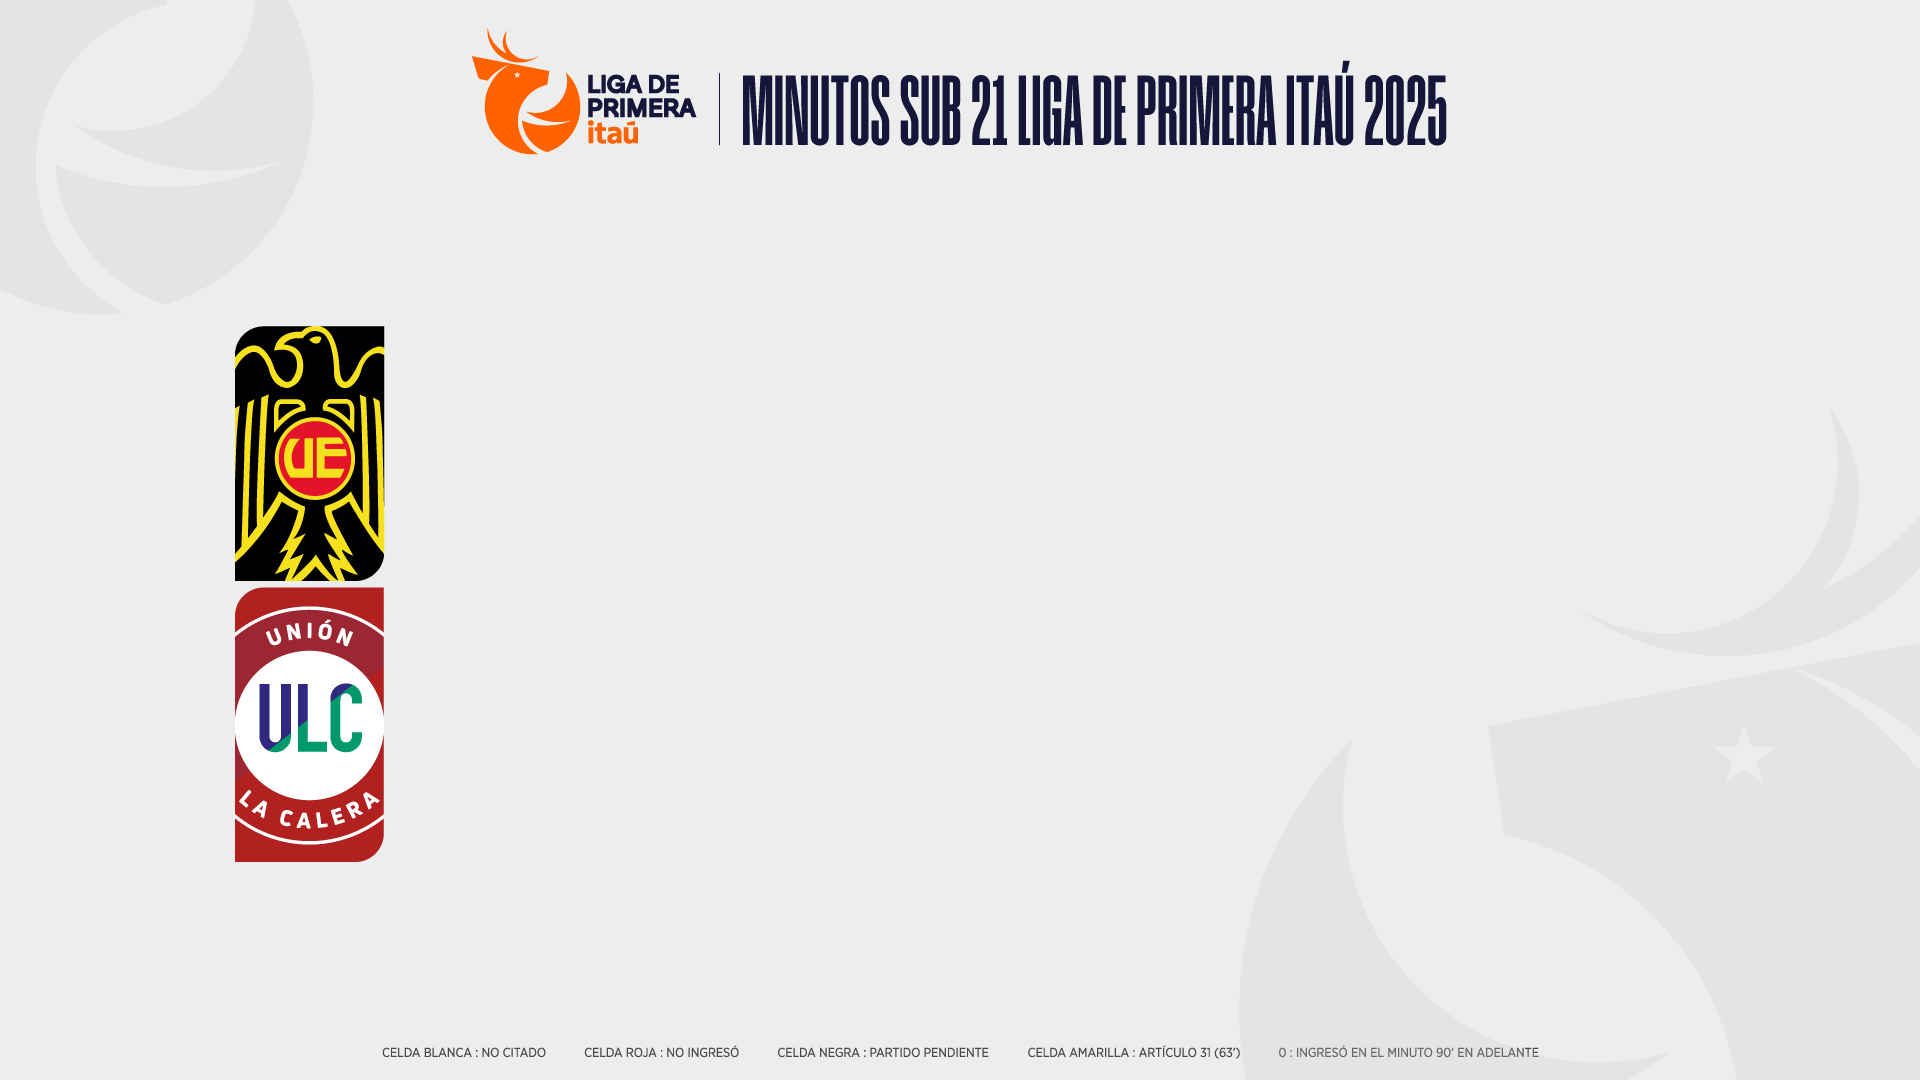 LIGA DE
PRIMERA
itaú
MINUTOS SUB 21 LIGA DE PRIMERA ITAÚ 2025
UE
UNIÓN
ULC
LA CALERA
CELDA BLANCA : NO CITADO
CELDA ROJA : NO INGRESÓ
CELDA NEGRA : PARTIDO PENDIENTE
CELDA AMARILLA : ARTÍCULO 31 (63’)
0 : INGRESÓ EN EL MINUTO 90’ EN ADELANTE